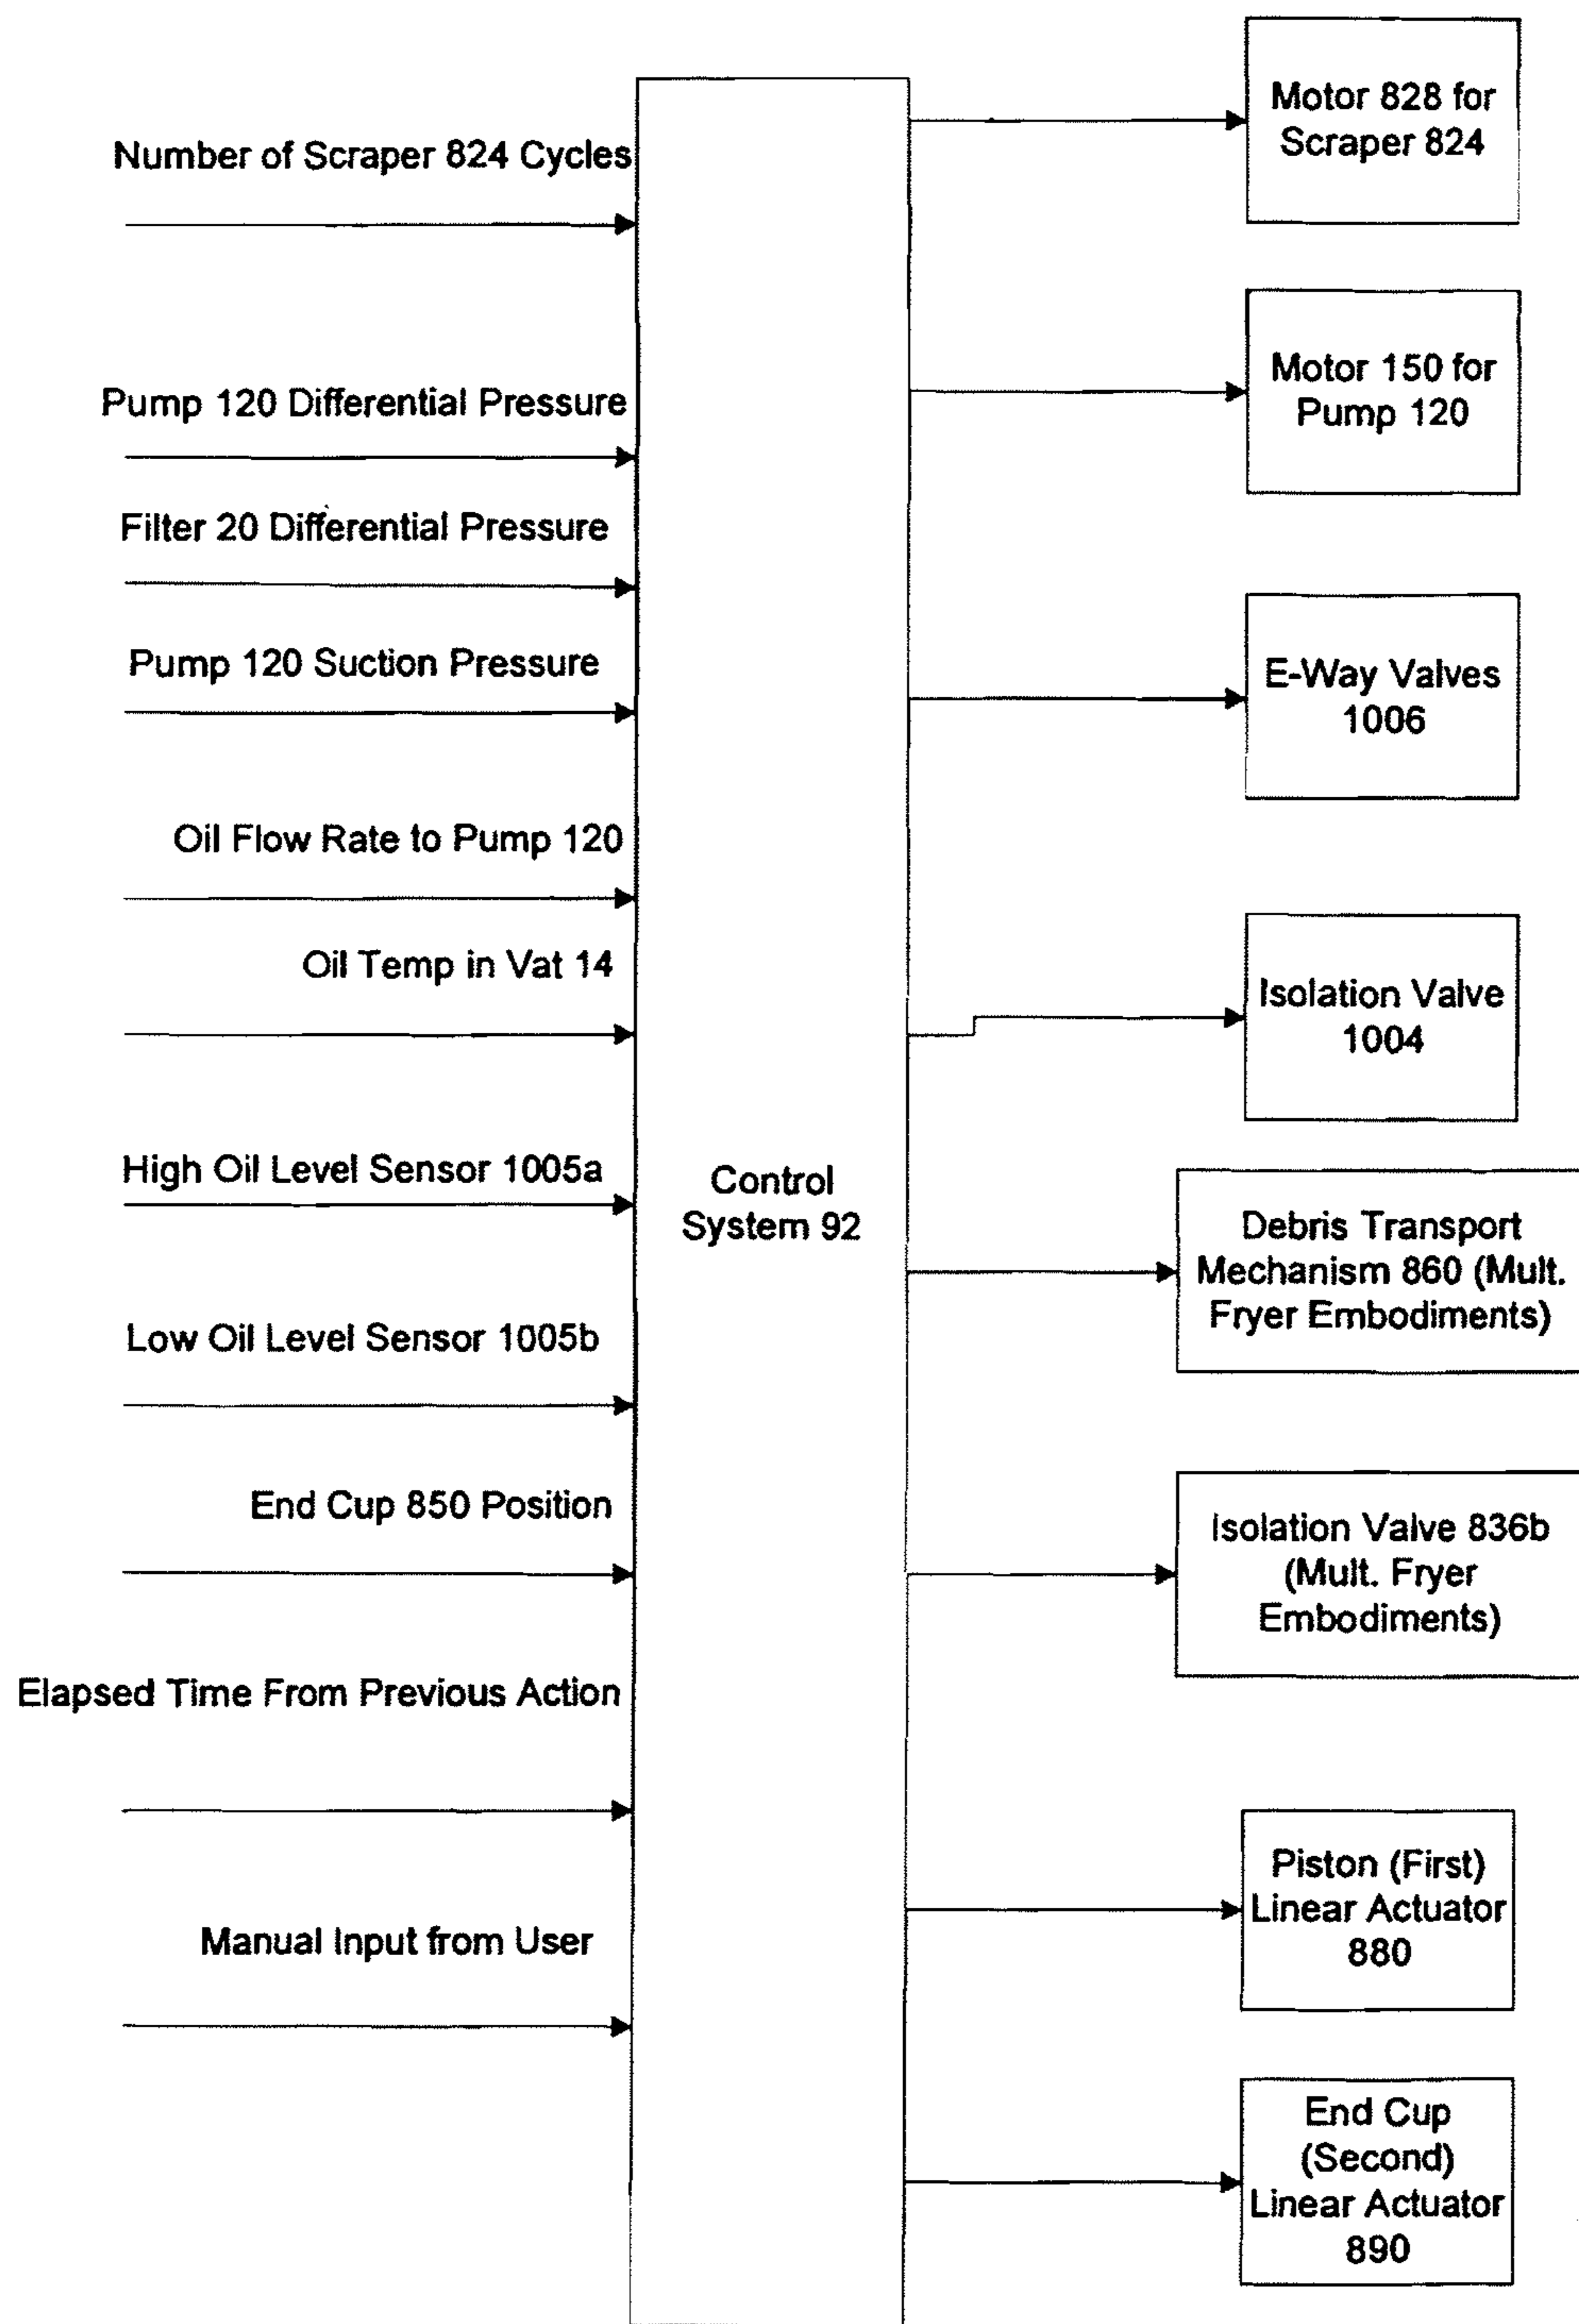 Number of Scraper 824 Cycles
Pump 120 Differential Pressure
Filter 20 Differential Pressure
Pump 120 Suction Pressure
Oil Flow Rate to Pump 120
Oil Temp in Vat 14
High Oil Level Sensor 1005a
Low Oil Level Sensor 1005b
End Cup 850 Position
Elapsed Time From Previous Action
Manual Input from User
Control
System 92
Motor 828 for
Scraper 824
Motor 150 for
Pump 120
E-Way Valves
1006
Isolation Valve
1004
Debris Transport
Mechanism 860 (Mult.
Fryer Embodiments)
Isolation Valve 836b
(Mult. Fryer
Embodiments)
Piston (First)
Linear Actuator
880
End Cup
(Second)
Linear Actuator
890